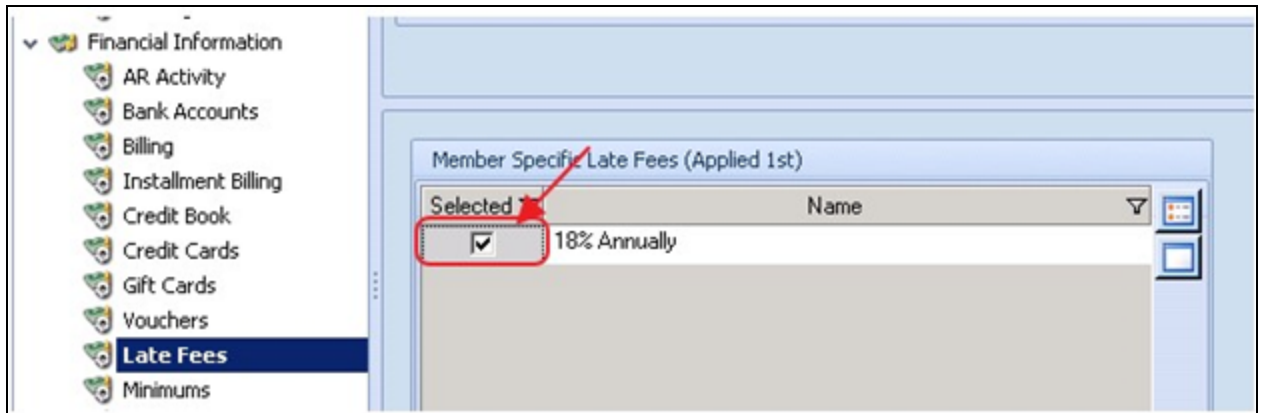 Financial Information
AR Activity
Bank Accounts
Billing
Installment Billing
Credit Book
Credit Cards
Gift Cards
Vouchers
Late Fees
Minimums
Member Specific Late Fees (Applied 1st)
Selected Name
18% Annually